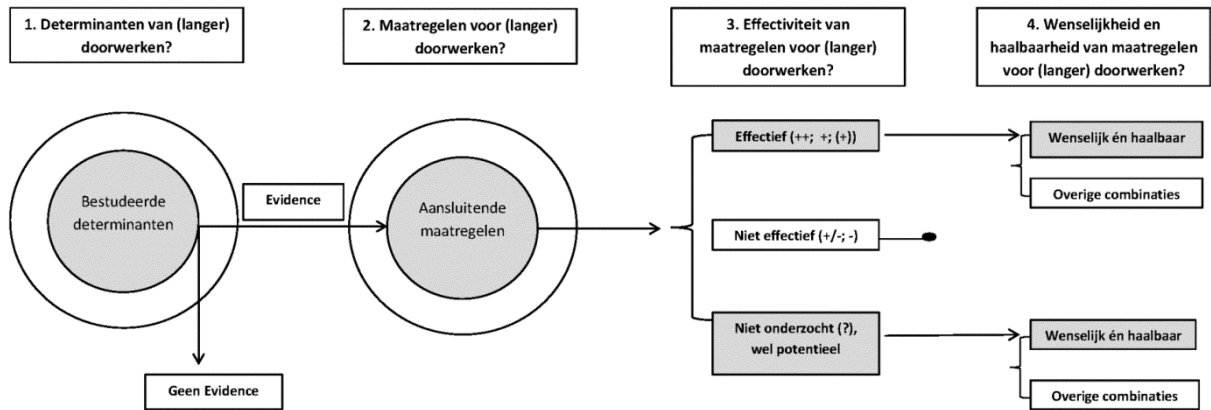 1. Determinanten van (langer)
doorwerken?
2. Maatregelen voor (langer)
doorwerken?
3. Effectiviteit van
maatregelen voor (langer)
doorwerken?
4. Wenselijkheid en
haalbaarheid van maatregelen
voor (langer) doorwerken?
Bestudeerde
determinanten
Evidence
Geen Evidence
Aansluitende
maatregelen
Effectief (++; +; (+))
Niet effectief (+/-; -)
Niet onderzocht (?),
wel potentieel
Wenselijk én haalbaar
Overige combinaties
Wenselijk én haalbaar
Overige combinaties